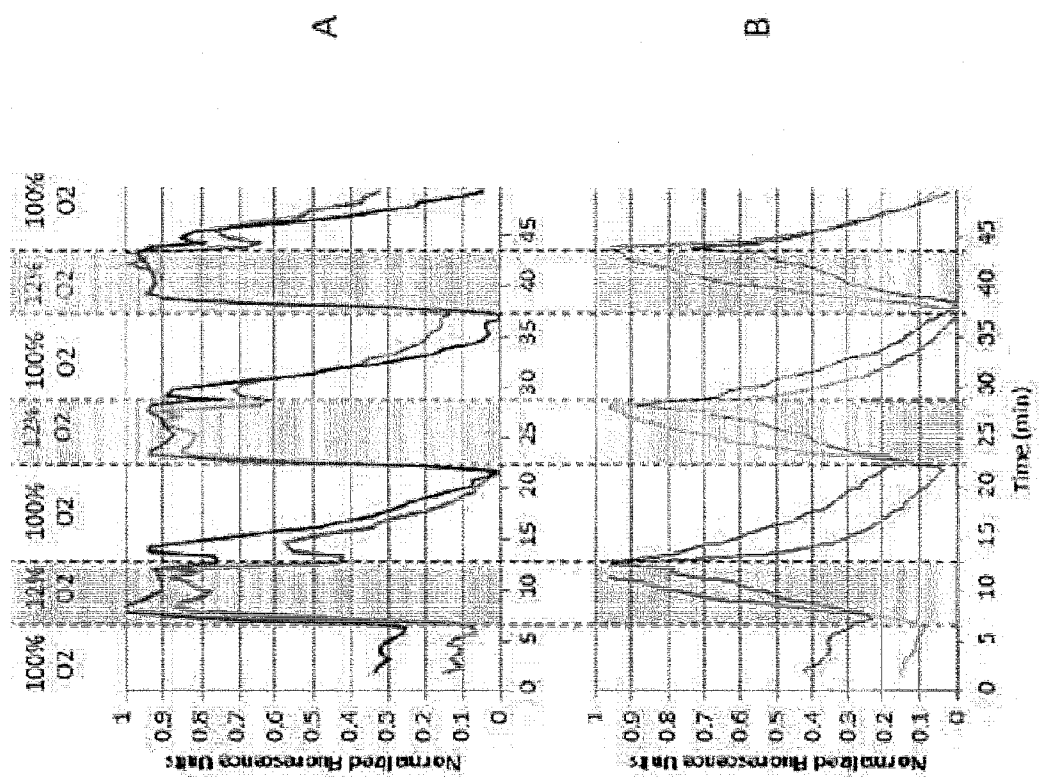 100% 12% 100% 12% 100% 12% 100%
O2 O2 O2 O2 O2 O2 O2
A
Normalized Fluorescence Units
1
0.9
0.8
0.7
0.6
0.5
0.4
0.3
0.2
0.1
0
0 5 10 15 20 25 30 35 40 45
B
Normalized Fluorescence Units
1
0.9
0.8
0.7
0.6
0.5
0.4
0.3
0.2
0.1
0
0 5 10 15 20 25 30 35 40 45
Time (min)